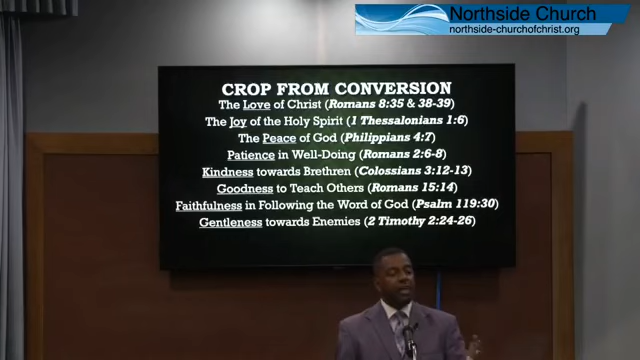 Northside Church
northside-churchofchrist.org
CROP FROM CONVERSION
The Love of Christ (Romans 8:35 & 38-39)
The Joy of the Holy Spirit (1 Thessalonians 1:6)
The Peace of God (Philippians 4:7)
Patience in Well-Doing (Romans 2:6-8)
Kindness towards Brethren (Colossians 3:12-13)
Goodness to Teach Others (Romans 15:14)
Faithfulness in Following the Word of God (Psalm 119:30)
Gentleness towards Enemies (2 Timothy 2:24-26)